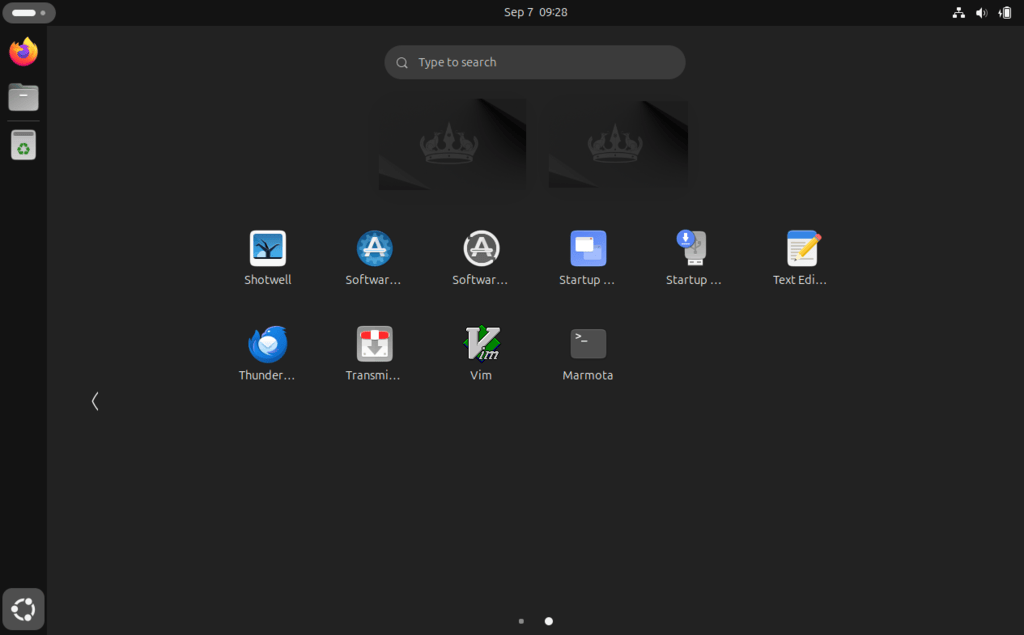 Sep 7 09:28
Type to search
Shotwell
Softwar...
Softwar...
Startup ...
Startup ...
Text Edi...
Thunder...
Transmi...
Vim
Marmota